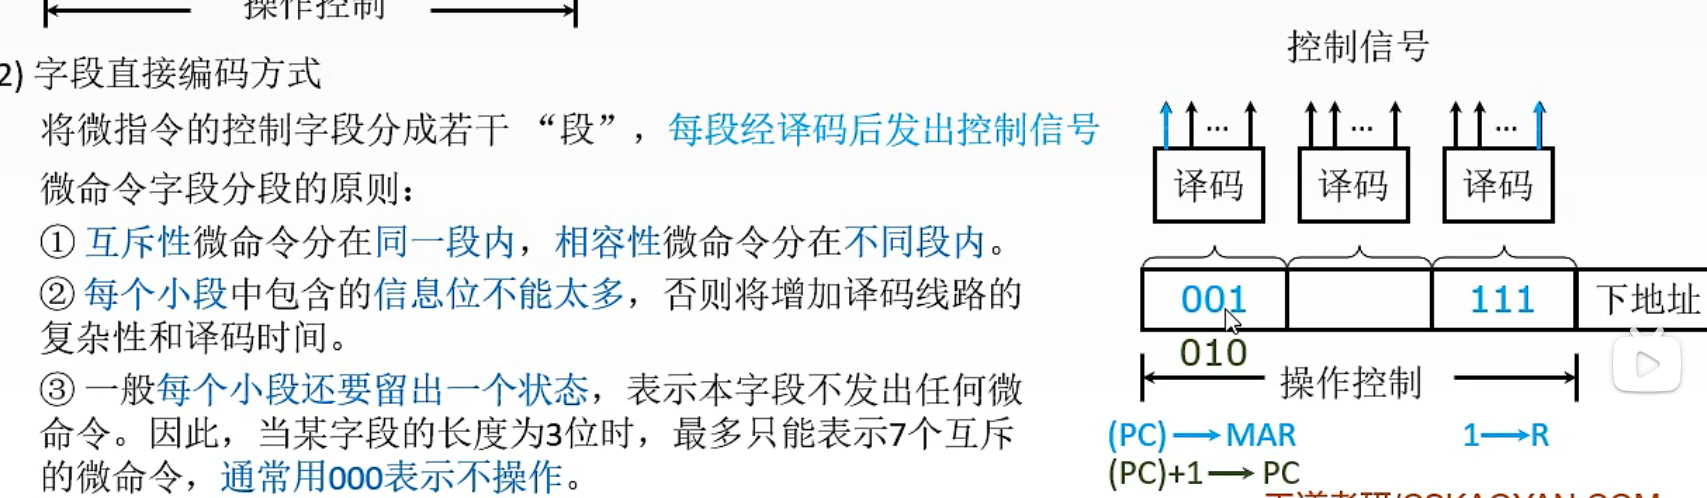 操作控制
2) 字段直接编码方式
将微指令的控制字段分成若干 “段”，每段经译码后发出控制信号
微命令字段分段的原则：
① 互斥性微命令分在同一段内，相容性微命令分在不同段内。
② 每个小段中包含的信息位不能太多，否则将增加译码线路的
复杂性和译码时间。
③ 一般每个小段还要留出一个状态，表示本字段不发出任何微
命令。因此，当某字段的长度为3位时，最多只能表示7个互斥
的微命令，通常用000表示不操作。
控制信号
... ... ...
译码 译码 译码
001 111 下地址
010
操作控制
(PC)→MAR 1→R
(PC)+1→ PC